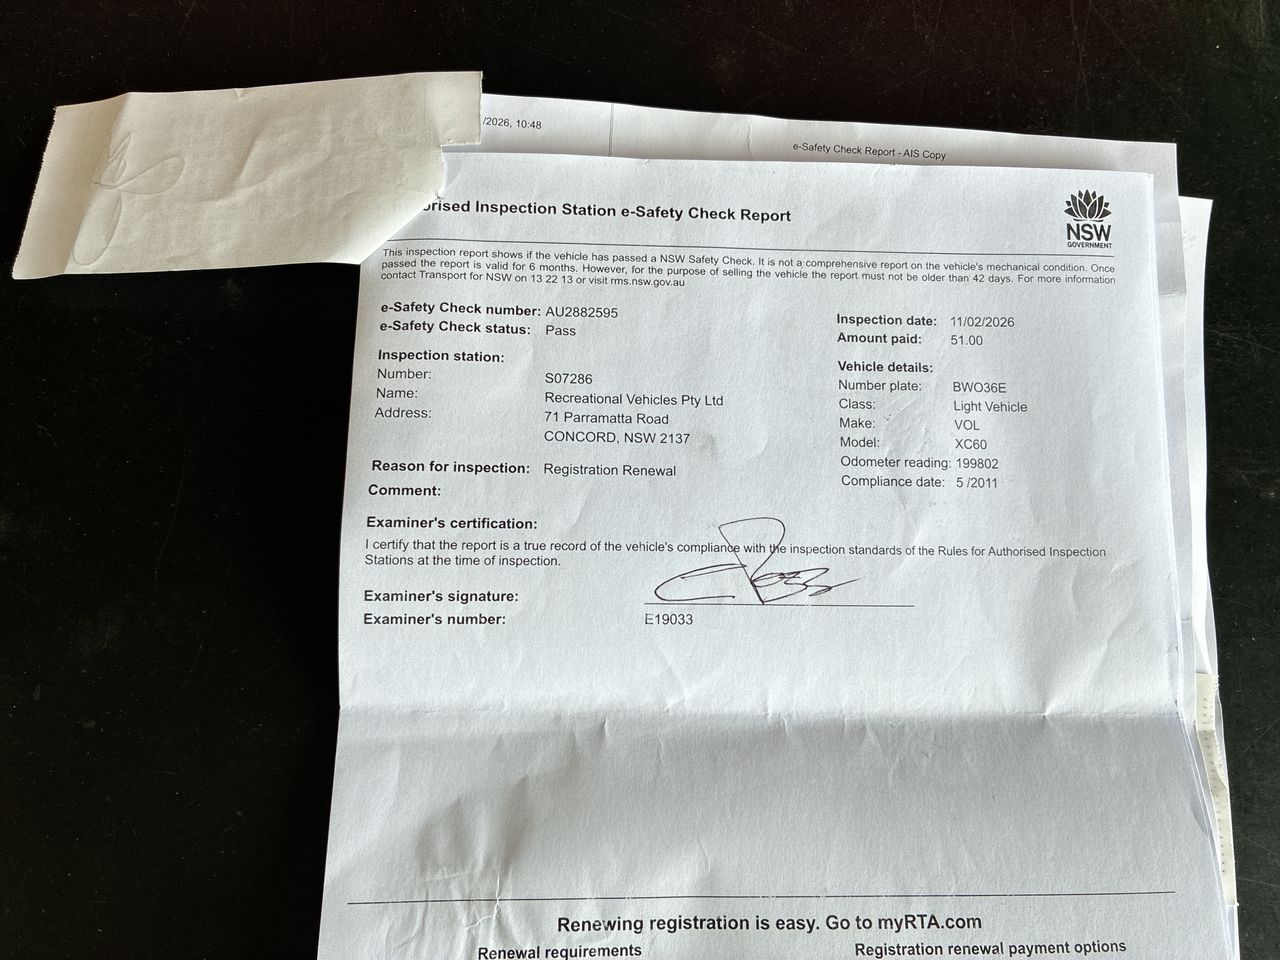 /2026, 10:48
e-Safety Check Report - AIS Copy
orised Inspection Station e-Safety Check Report
NSW
GOVERNMENT
This inspection report shows if the vehicle has passed a NSW Safety Check. It is not a comprehensive report on the vehicle's mechanical condition. Once
passed the report is valid for 6 months. However, for the purpose of selling the vehicle the report must not be older than 42 days. For more information
contact Transport for NSW on 13 22 13 or visit rms.nsw.gov.au
e-Safety Check number: AU2882595
e-Safety Check status: Pass
Inspection station:
Number: S07286
Name: Recreational Vehicles Pty Ltd
Address: 71 Parramatta Road
CONCORD, NSW 2137
Reason for inspection: Registration Renewal
Comment:
Inspection date: 11/02/2026
Amount paid: 51.00
Vehicle details:
Number plate: BWO36E
Class: Light Vehicle
Make: VOL
Model: XC60
Odometer reading: 199802
Compliance date: 5 /2011
Examiner's certification:
I certify that the report is a true record of the vehicle's compliance with the inspection standards of the Rules for Authorised Inspection
Stations at the time of inspection.
Examiner's signature:
Examiner's number: E19033
Renewing registration is easy. Go to myRTA.com
Renewal requirements
Registration renewal payment options